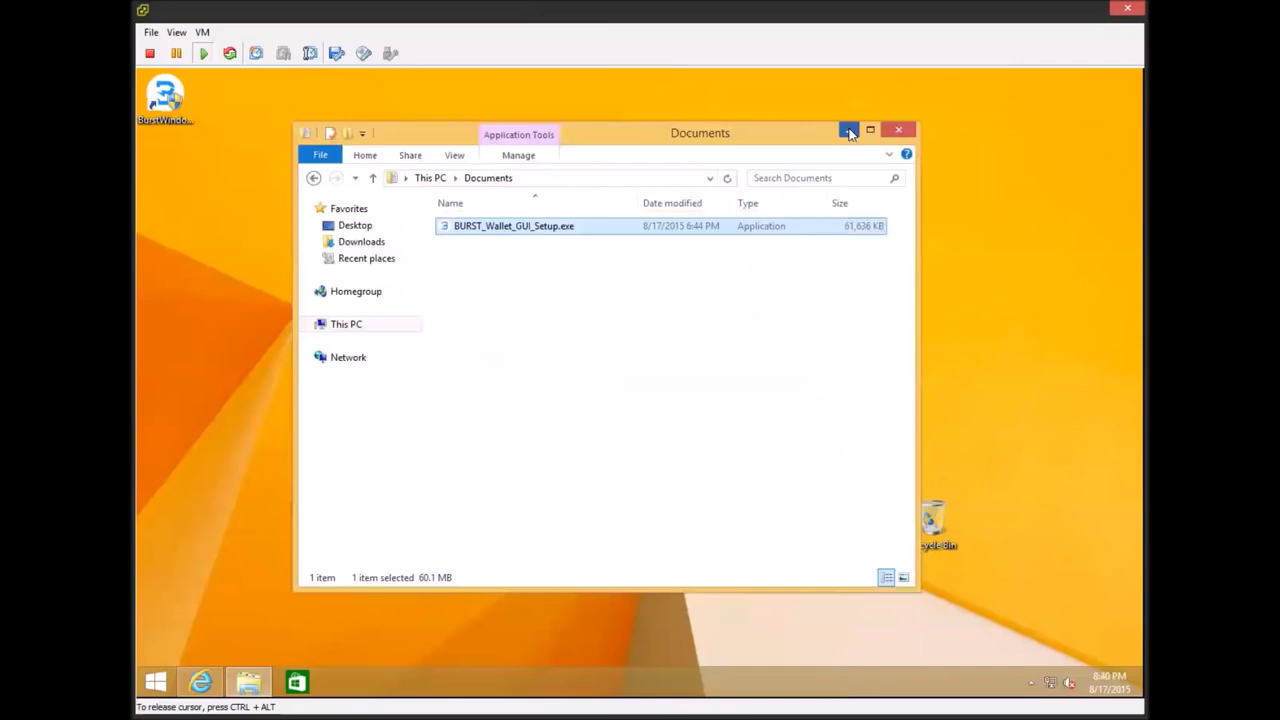 File View VM
BurstWindo...
Application Tools
Documents
File Home Share View Manage
This PC Documents
Search Documents
Name Date modified Type Size
BURST_Wallet_GUI_Setup.exe 8/17/2015 6:44 PM Application 61,636 KB
Favorites
Desktop
Downloads
Recent places
Homegroup
This PC
Network
cycle Bin
1 item 1 item selected 60.1 MB
8:40 PM
8/17/2015
To release cursor, press CTRL + ALT